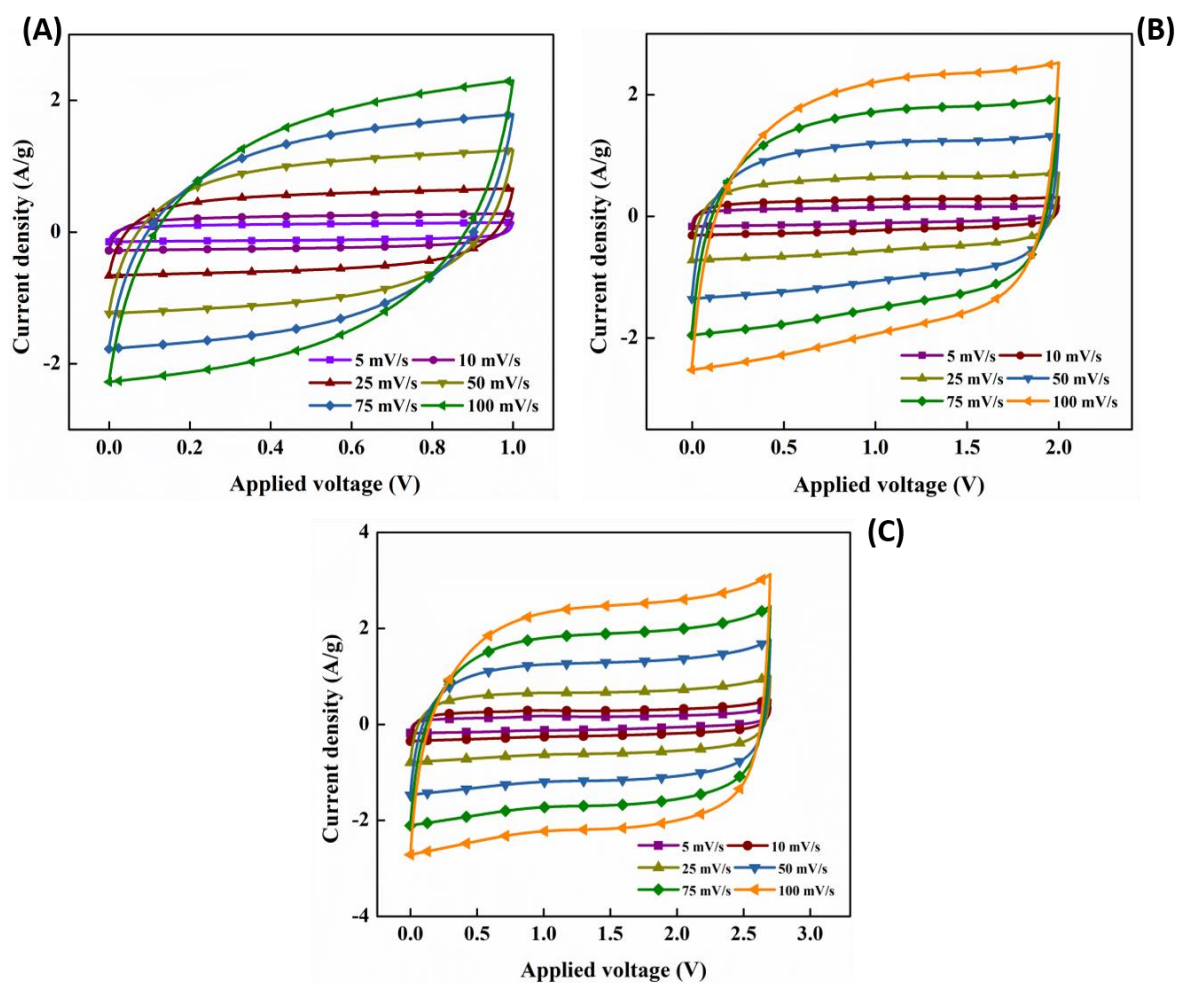 (A)
(B)
2
0
-2
Current density (A/g)
5 mV/s 10 mV/s
25 mV/s 50 mV/s
75 mV/s 100 mV/s
0.0 0.2 0.4 0.6 0.8 1.0
Applied voltage (V)
2
0
-2
Current density (A/g)
5 mV/s 10 mV/s
25 mV/s 50 mV/s
75 mV/s 100 mV/s
0.0 0.5 1.0 1.5 2.0
Applied voltage (V)
(C)
4
2
0
-2
-4
Current density (A/g)
5 mV/s 10 mV/s
25 mV/s 50 mV/s
75 mV/s 100 mV/s
0.0 0.5 1.0 1.5 2.0 2.5 3.0
Applied voltage (V)